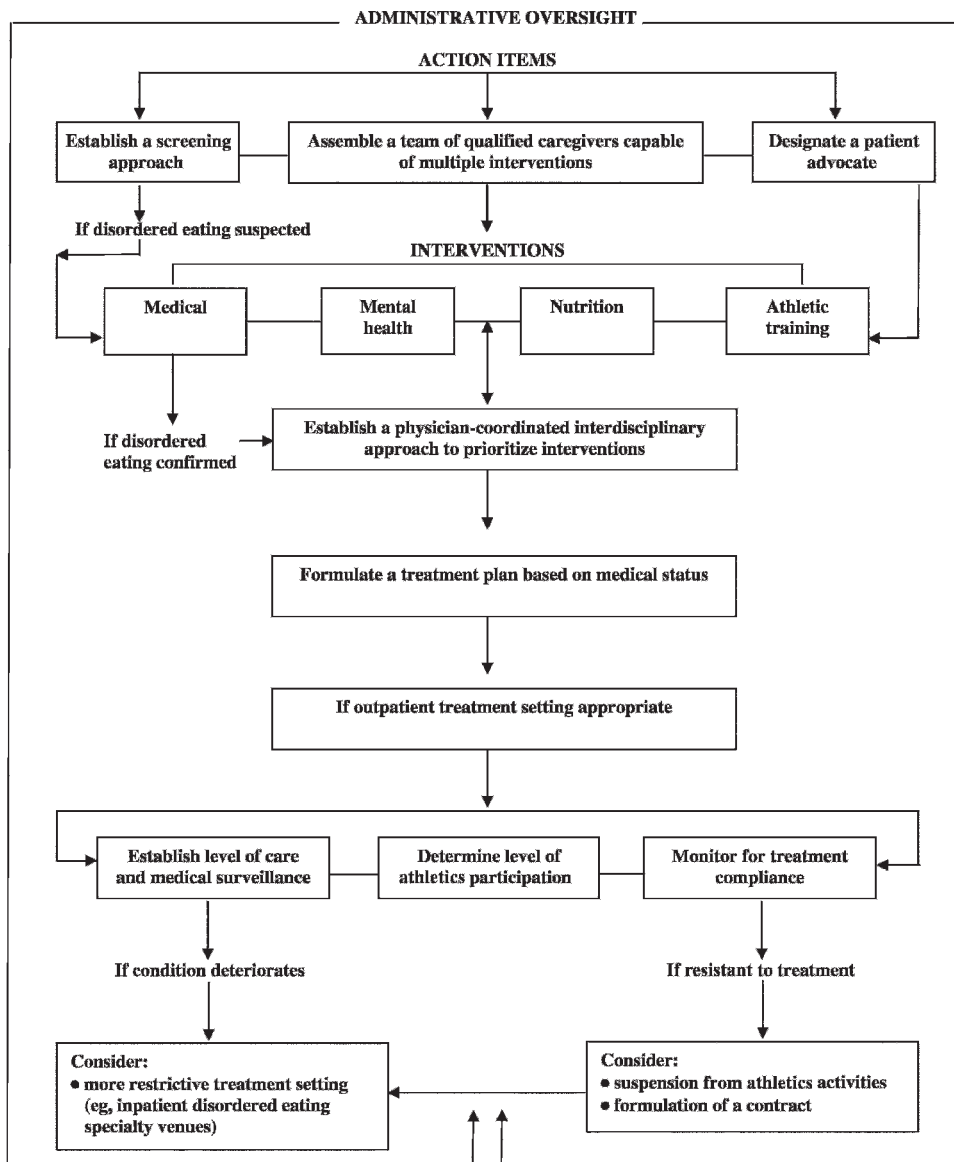 ADMINISTRATIVE OVERSIGHT
ACTION ITEMS
Establish a screening
approach
Assemble a team of qualified caregivers capable
of multiple interventions
Designate a patient
advocate
If disordered eating suspected
INTERVENTIONS
Medical
Mental
health
Nutrition
Athletic
training
If disordered
eating confirmed
Establish a physician-coordinated interdisciplinary
approach to prioritize interventions
Formulate a treatment plan based on medical status
If outpatient treatment setting appropriate
Establish level of care
and medical surveillance
Determine level of
athletics participation
Monitor for treatment
compliance
If condition deteriorates
If resistant to treatment
Consider:
• more restrictive treatment setting
(eg, inpatient disordered eating
specialty venues)
Consider:
• suspension from athletics activities
• formulation of a contract